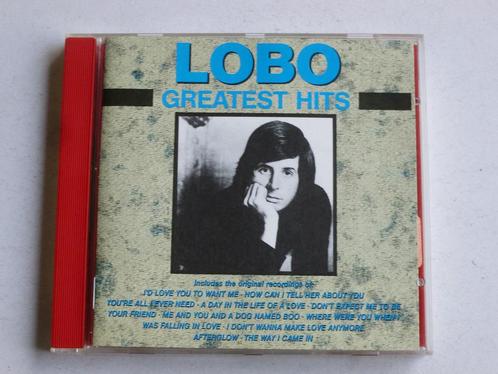 LOBO
GREATEST HITS
Includes the original recordings of:
I'D LOVE YOU TO WANT ME · HOW CAN I TELL HER ABOUT YOU
YOU'RE ALL I EVER NEED · A DAY IN THE LIFE OF A LOVE · DON'T EXPECT ME TO BE
YOUR FRIEND · ME AND YOU AND A DOG NAMED BOO · WHERE WERE YOU WHEN I
WAS FALLING IN LOVE · I DON'T WANNA MAKE LOVE ANYMORE
AFTERGLOW · THE WAY I CAME IN